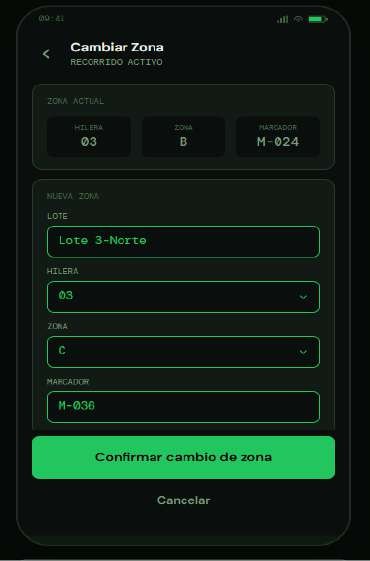 09:41
Cambiar Zona
RECORRIDO ACTIVO
ZONA ACTUAL
HILERA
ZONA
MARCADOR
03
B
M-024
NUEVA ZONA
LOTE
Lote 3-Norte
HILERA
03
ZONA
C
MARCADOR
M-036
Confirmar cambio de zona
Cancelar